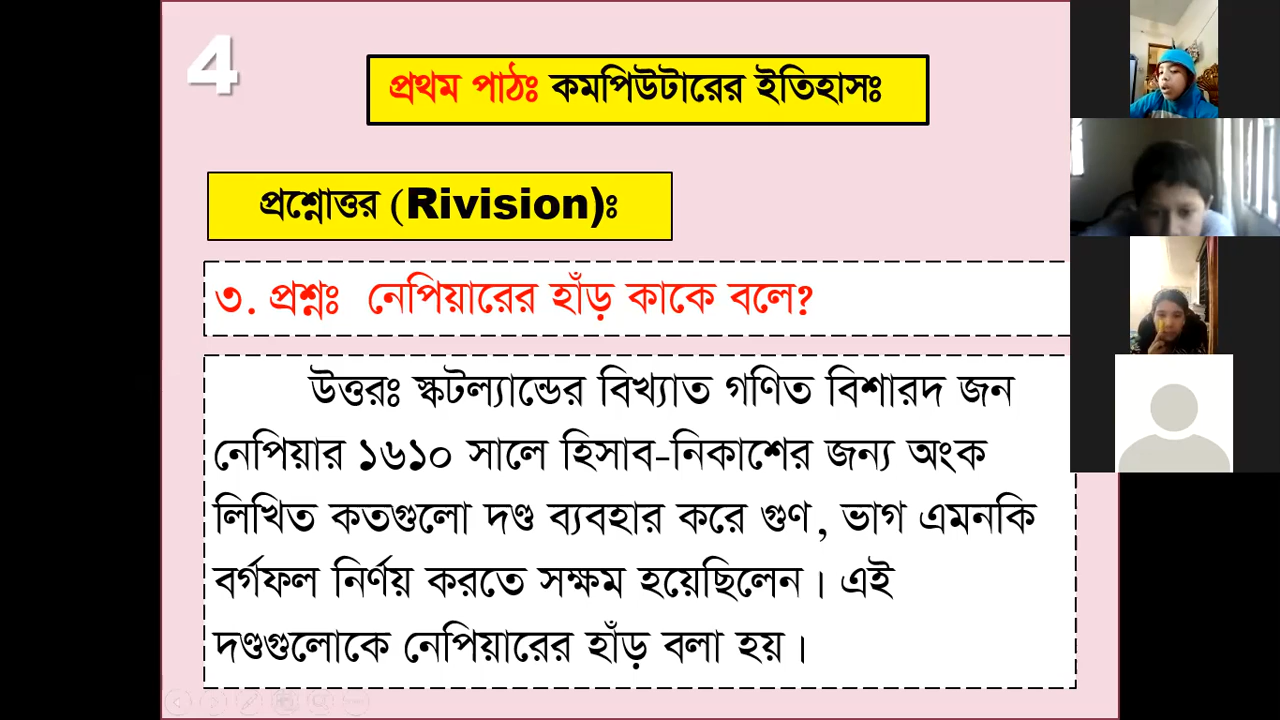 4
প্রথম পাঠঃ কমপিউটারের ইতিহাসঃ
প্রশ্নোত্তর (Rivision)ঃ
৩. প্রশ্নঃ নেপিয়ারের হাঁড় কাকে বলে?
উত্তরঃ স্কটল্যান্ডের বিখ্যাত গণিত বিশারদ জন
নেপিয়ার ১৬১০ সালে হিসাব-নিকাশের জন্য অংক
লিখিত কতগুলো দণ্ড ব্যবহার করে গুণ, ভাগ এমনকি
বর্গফল নির্ণয় করতে সক্ষম হয়েছিলেন। এই
দণ্ডগুলোকে নেপিয়ারের হাঁড় বলা হয়।